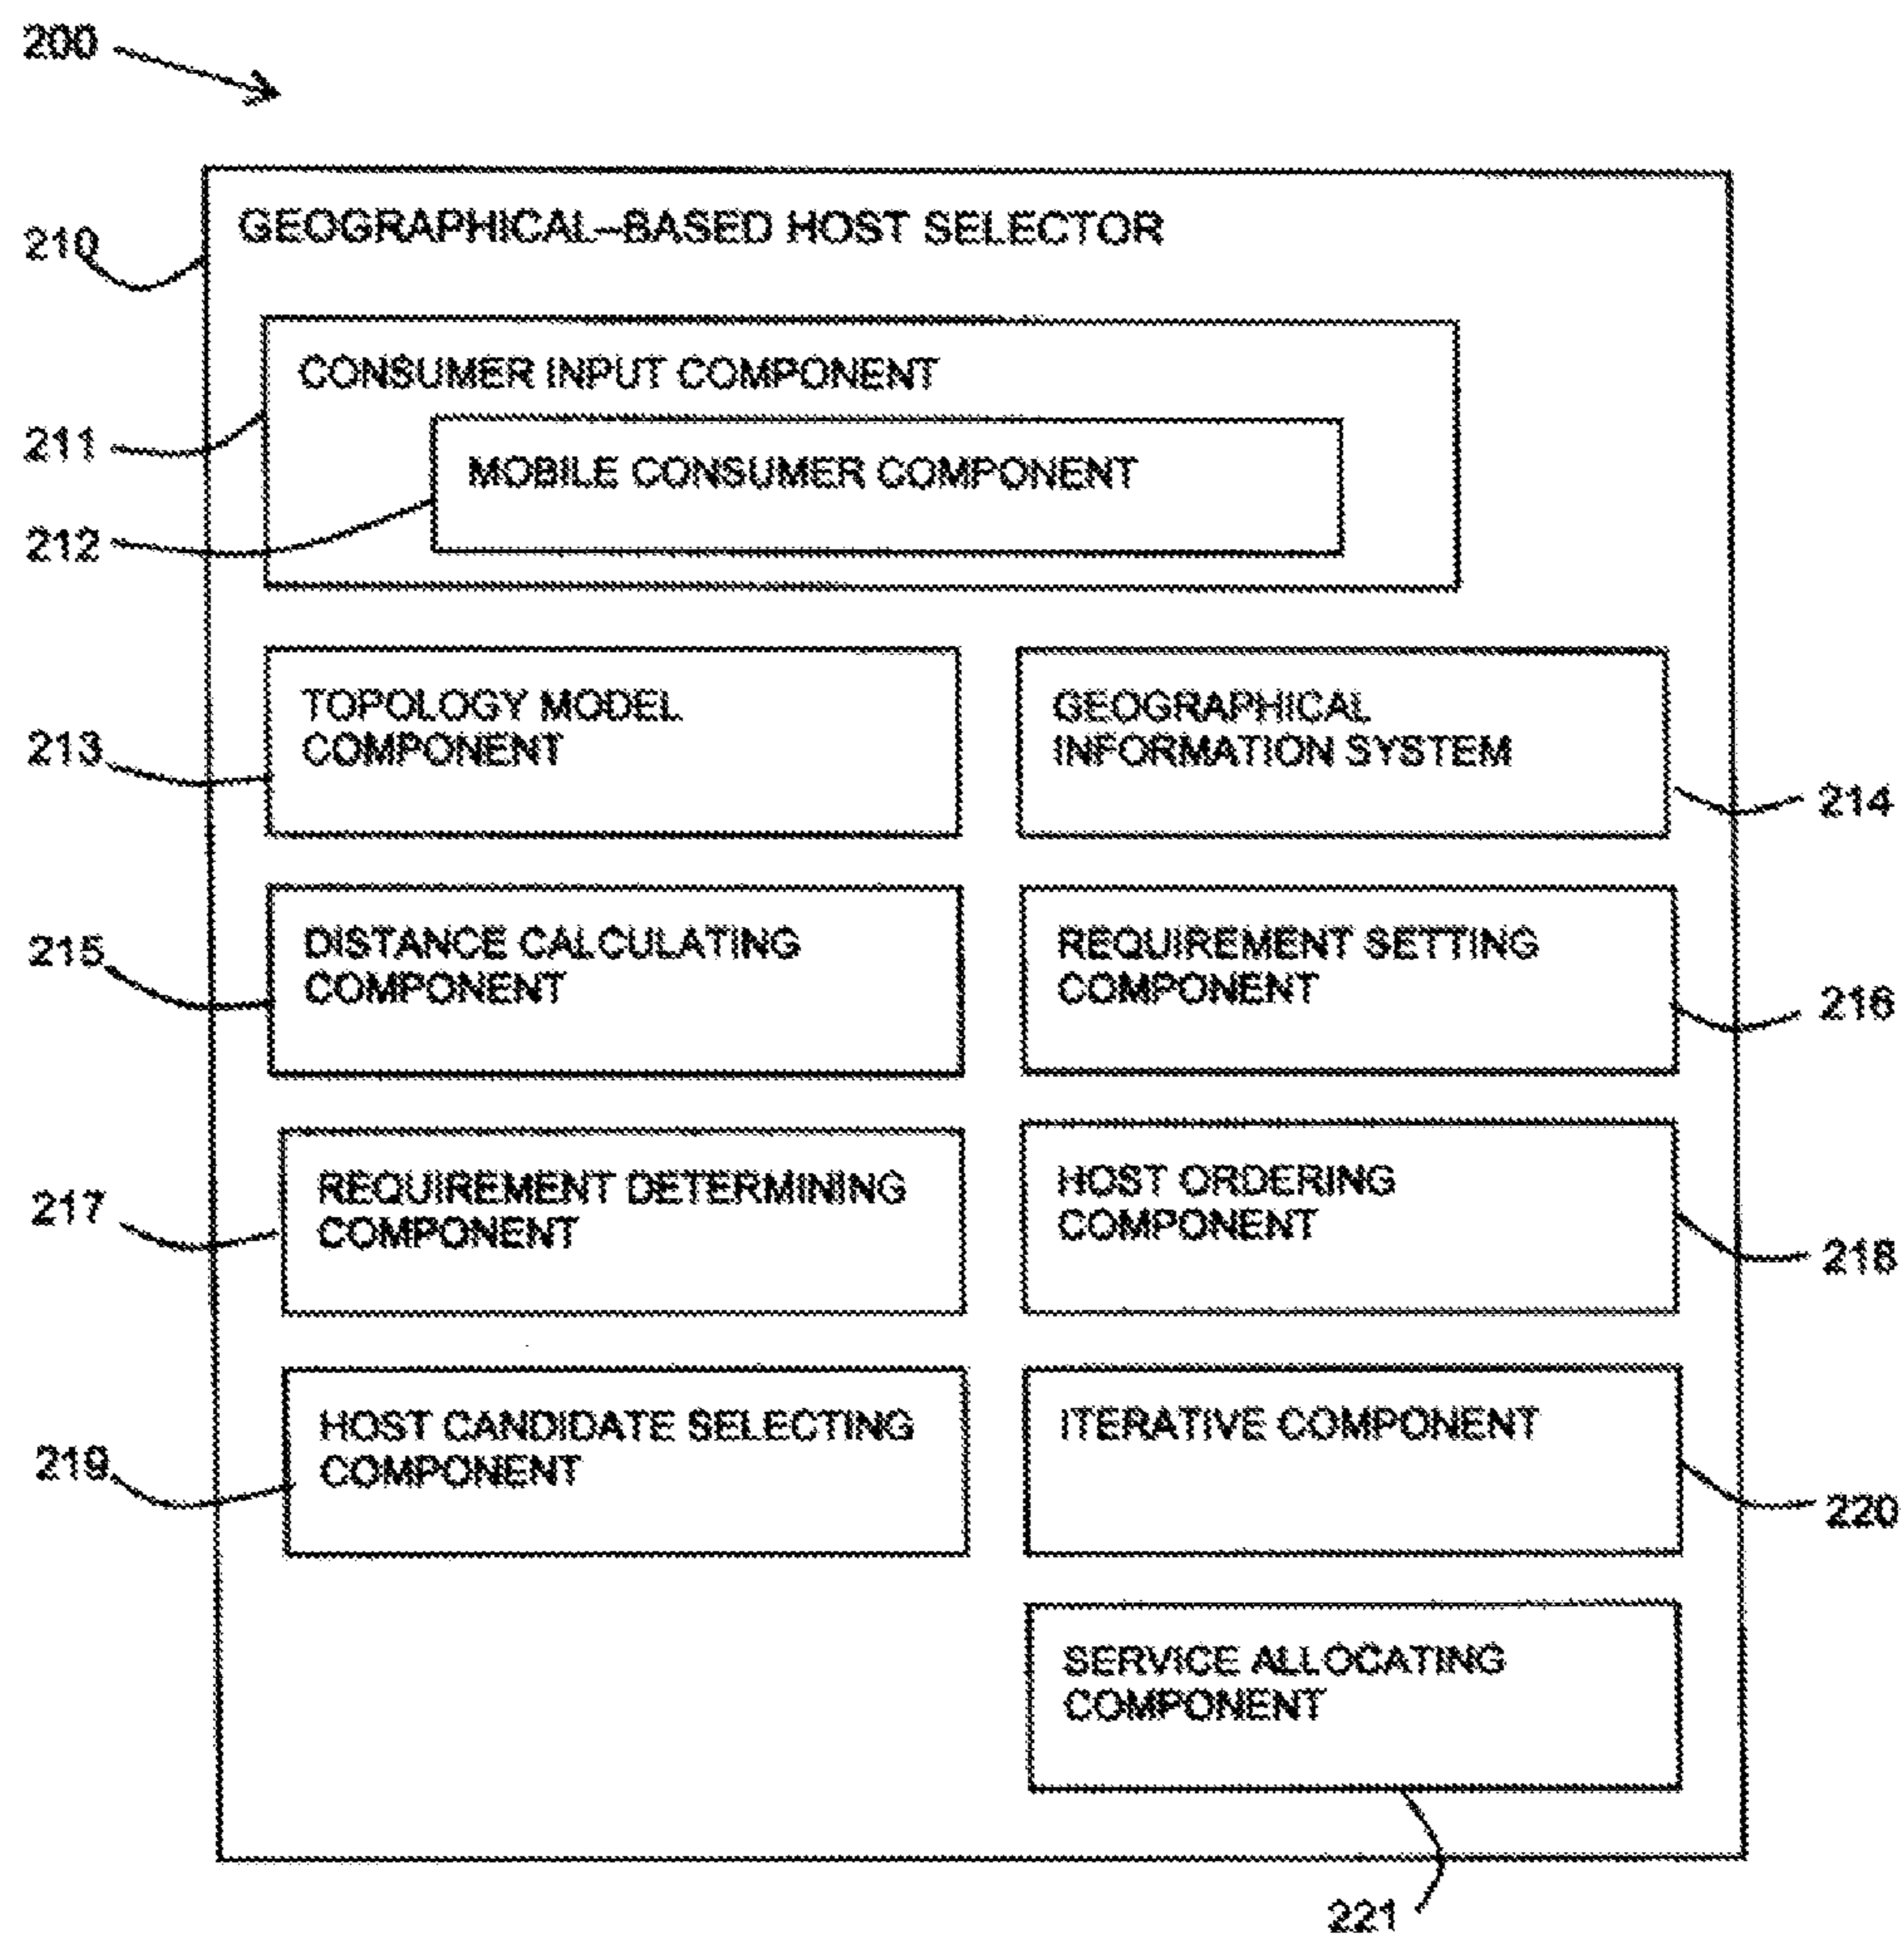 200
210
GEOGRAPHICAL-BASED HOST SELECTOR
CONSUMER INPUT COMPONENT
211
MOBILE CONSUMER COMPONENT
212
TOPOLOGY MODEL
COMPONENT
213
GEOGRAPHICAL
INFORMATION SYSTEM
214
DISTANCE CALCULATING
COMPONENT
215
REQUIREMENT SETTING
COMPONENT
216
REQUIREMENT DETERMINING
COMPONENT
217
HOST ORDERING
COMPONENT
218
HOST CANDIDATE SELECTING
COMPONENT
219
ITERATIVE COMPONENT
220
SERVICE ALLOCATING
COMPONENT
221